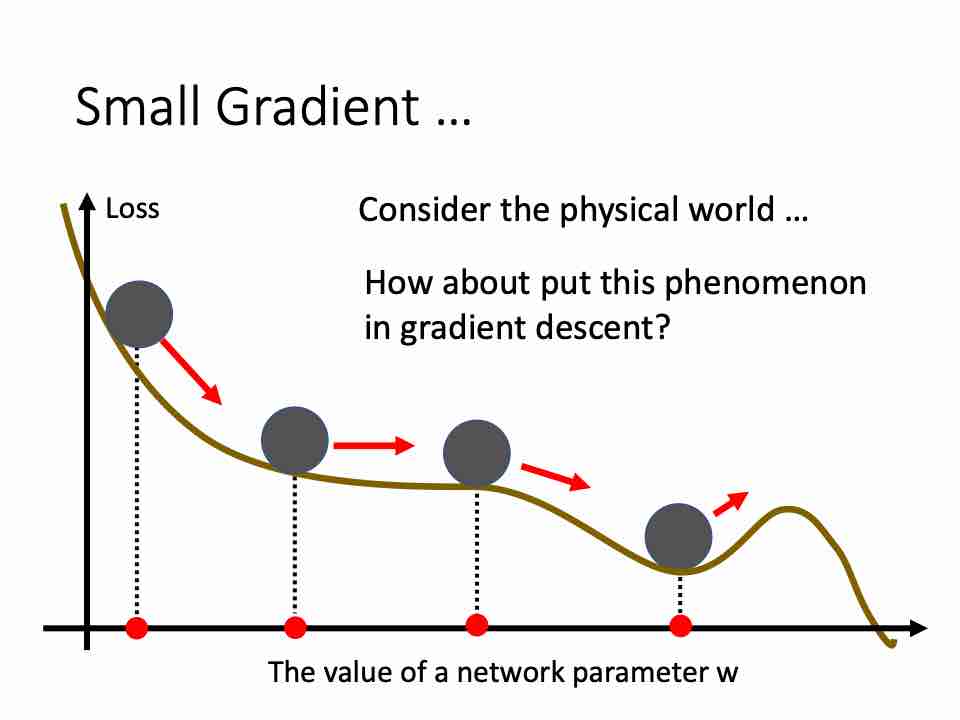 Small Gradient …
Loss
Consider the physical world …
How about put this phenomenon
in gradient descent?
The value of a network parameter w